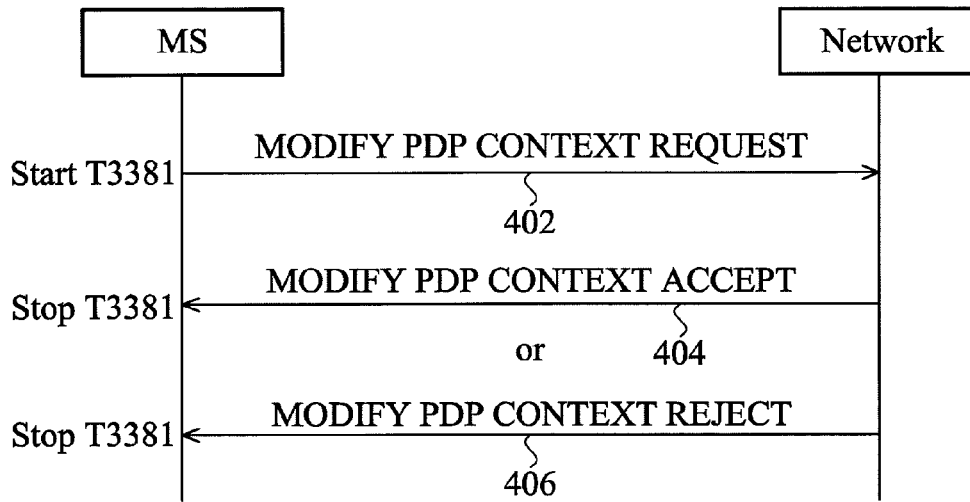 MS
Network
MODIFY PDP CONTEXT REQUEST
Start T3381
402
MODIFY PDP CONTEXT ACCEPT
Stop T3381
or
404
MODIFY PDP CONTEXT REJECT
Stop T3381
406